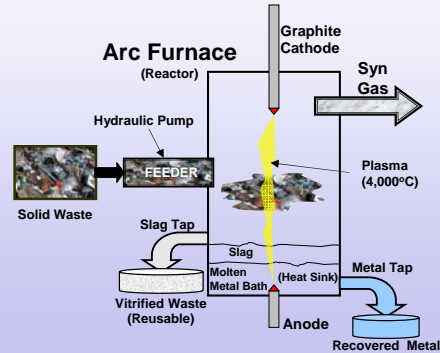 Graphite
Cathode
Arc Furnace
(Reactor)
Syn
Gas
Hydraulic Pump
FEEDER
Plasma
(4,000ºC)
Solid Waste
Slag Tap
Slag
Molten
Metal Bath
(Heat Sink)
Metal Tap
Vitrified Waste
(Reusable)
Anode
Recovered Metal